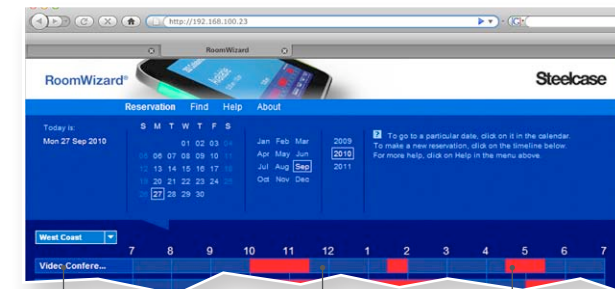 http://192.168.100.23
RoomWizard
RoomWizard®
Steelcase
Reservation Find Help About
Today is:
Mon 27 Sep 2010
S M T W T F S
01 02 03 04
05 06 07 08 09 10 11
12 13 14 15 16 17 18
19 20 21 22 23 24 25
26 27 28 29 30
Jan Feb Mar
Apr May Jun
Jul Aug Sep
Oct Nov Dec
2009
2010
2011
? To go to a particular date, click on it in the calendar.
To make a new reservation, click on the timeline below.
For more help, click on Help in the menu above.
West Coast
7 8 9 10 11 12 1 2 3 4 5 6 7
Video Confere...